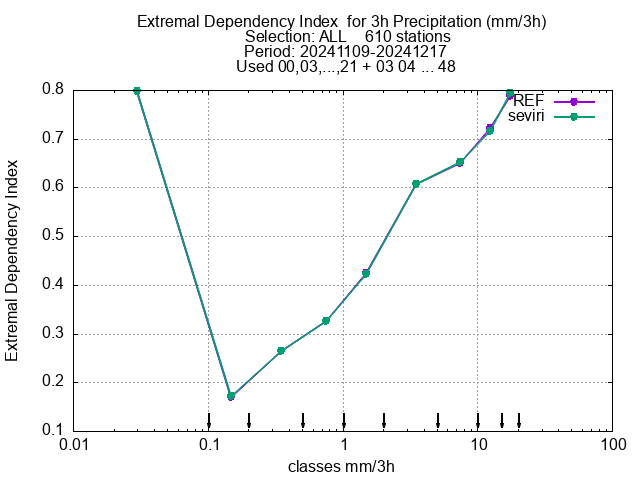 Extremal Dependency Index  for 3h Precipitation (mm/3h)
Selection: ALL    610 stations
Period: 20241109-20241217
Used 00,03,...,21 + 03 04 ... 48
REF
seviri
0.8
0.7
0.6
0.5
0.4
0.3
0.2
0.1
Extremal Dependency Index
0.01
0.1
1
10
100
classes mm/3h